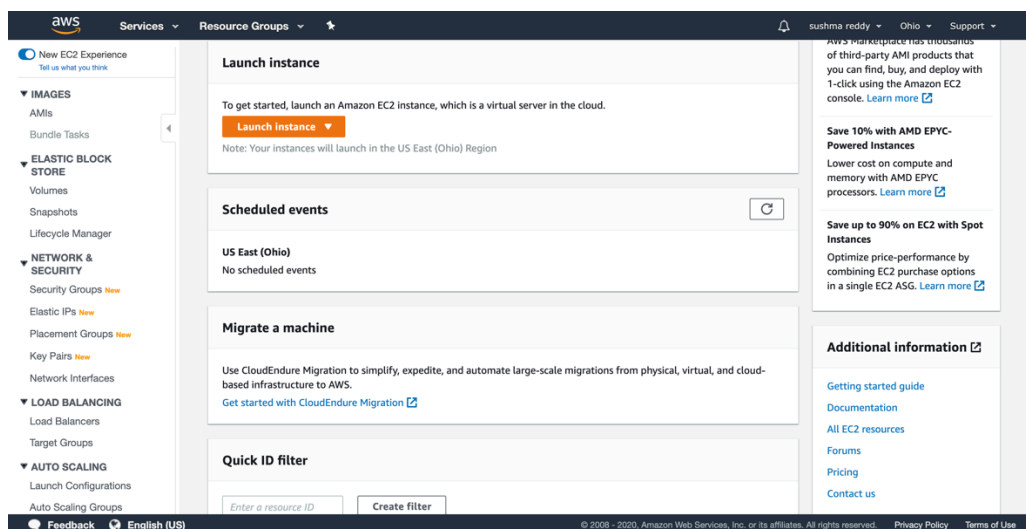 aws Services Resource Groups sushma reddy Ohio Support
New EC2 Experience
Tell us what you think
IMAGES
AMIs
Bundle Tasks
ELASTIC BLOCK
STORE
Volumes
Snapshots
Lifecycle Manager
NETWORK &
SECURITY
Security Groups New
Elastic IPs New
Placement Groups New
Key Pairs New
Network Interfaces
LOAD BALANCING
Load Balancers
Target Groups
AUTO SCALING
Launch Configurations
Auto Scaling Groups
Launch instance
To get started, launch an Amazon EC2 instance, which is a virtual server in the cloud.
Launch instance
Note: Your instances will launch in the US East (Ohio) Region
Scheduled events
US East (Ohio)
No scheduled events
Migrate a machine
Use CloudEndure Migration to simplify, expedite, and automate large-scale migrations from physical, virtual, and cloud-
based infrastructure to AWS.
Get started with CloudEndure Migration
Quick ID filter
Enter a resource ID Create filter
AWS Marketplace has thousands
of third-party AMI products that
you can find, buy, and deploy with
1-click using the Amazon EC2
console. Learn more
Save 10% with AMD EPYC-
Powered Instances
Lower cost on compute and
memory with AMD EPYC
processors. Learn more
Save up to 90% on EC2 with Spot
Instances
Optimize price-performance by
combining EC2 purchase options
in a single EC2 ASG. Learn more
Additional information
Getting started guide
Documentation
All EC2 resources
Forums
Pricing
Contact us
Feedback English (US) © 2008 - 2020, Amazon Web Services, Inc. or its affiliates. All rights reserved. Privacy Policy Terms of Use